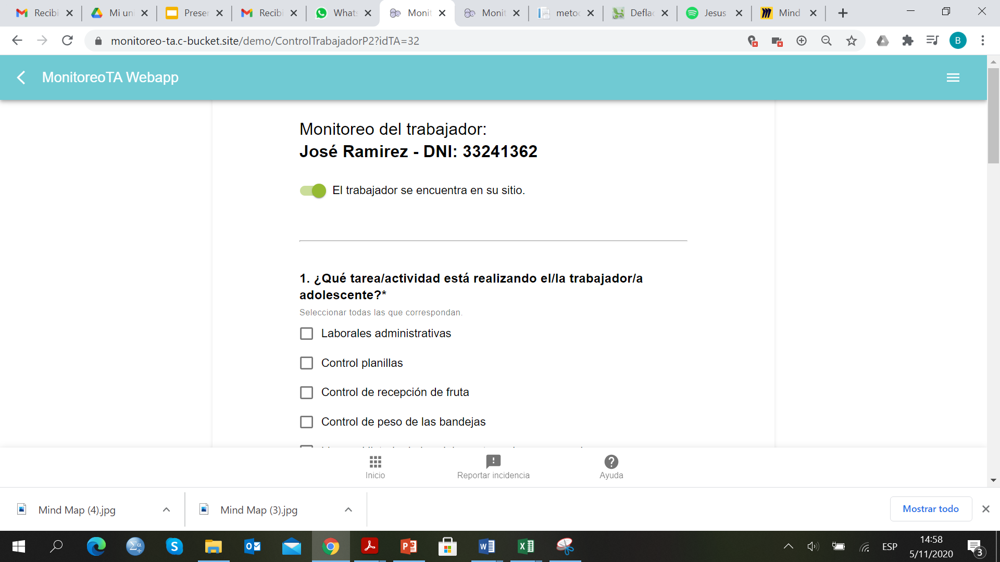 Recibi
Mi uni
Preser
Recibi
Whats
Monit
Monit
metoc
Deflac
Jesus
Mind
monitoreo-ta.c-bucket.site/demo/ControlTrabajadorP2?idTA=32
B
MonitoreoTA Webapp
Monitoreo del trabajador:
José Ramirez - DNI: 33241362
El trabajador se encuentra en su sitio.
1. ¿Qué tarea/actividad está realizando el/la trabajador/a
adolescente?*
Seleccionar todas las que correspondan.
Laborales administrativas
Control planillas
Control de recepción de fruta
Control de peso de las bandejas
Inicio
Reportar incidencia
Ayuda
Mind Map (4).jpg
Mind Map (3).jpg
Mostrar todo
ESP
14:58
5/11/2020
3